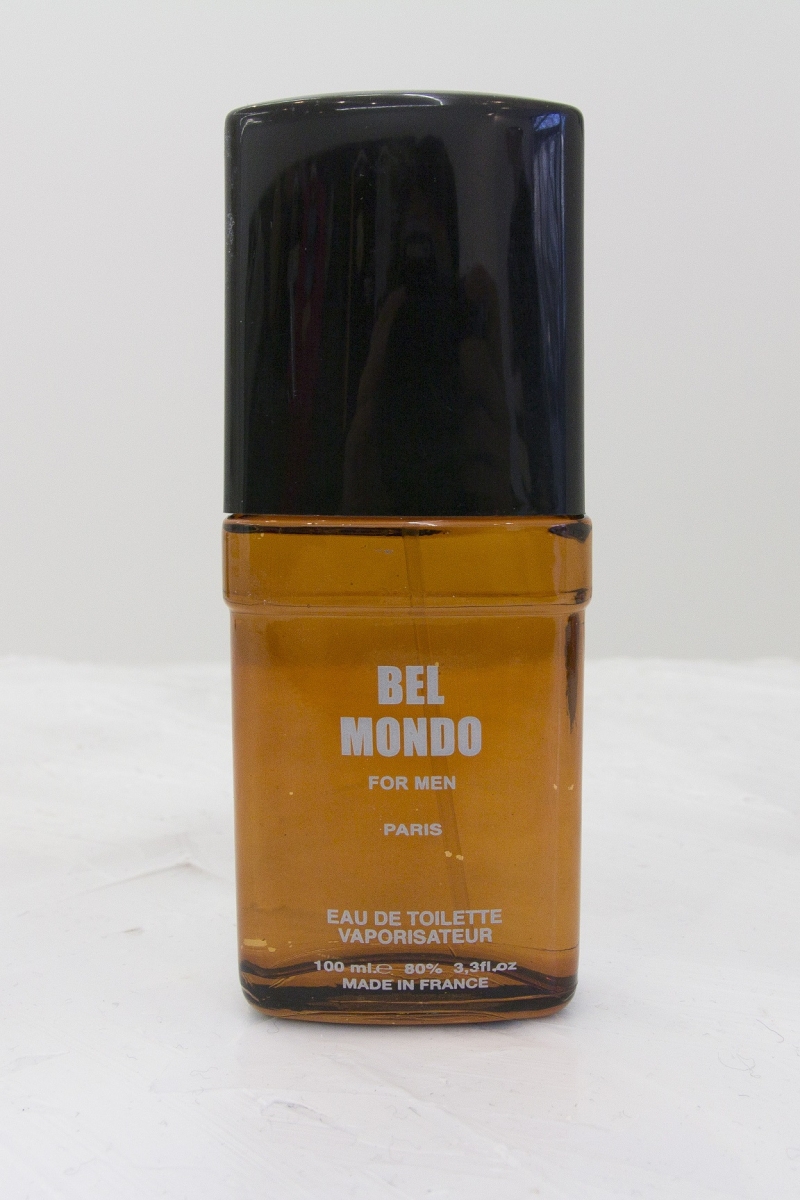 BEL
MONDO
FOR MEN
PARIS
EAU DE TOILETTE
VAPORISATEUR
100 ml.e 80% 3,3fl.oz
MADE IN FRANCE